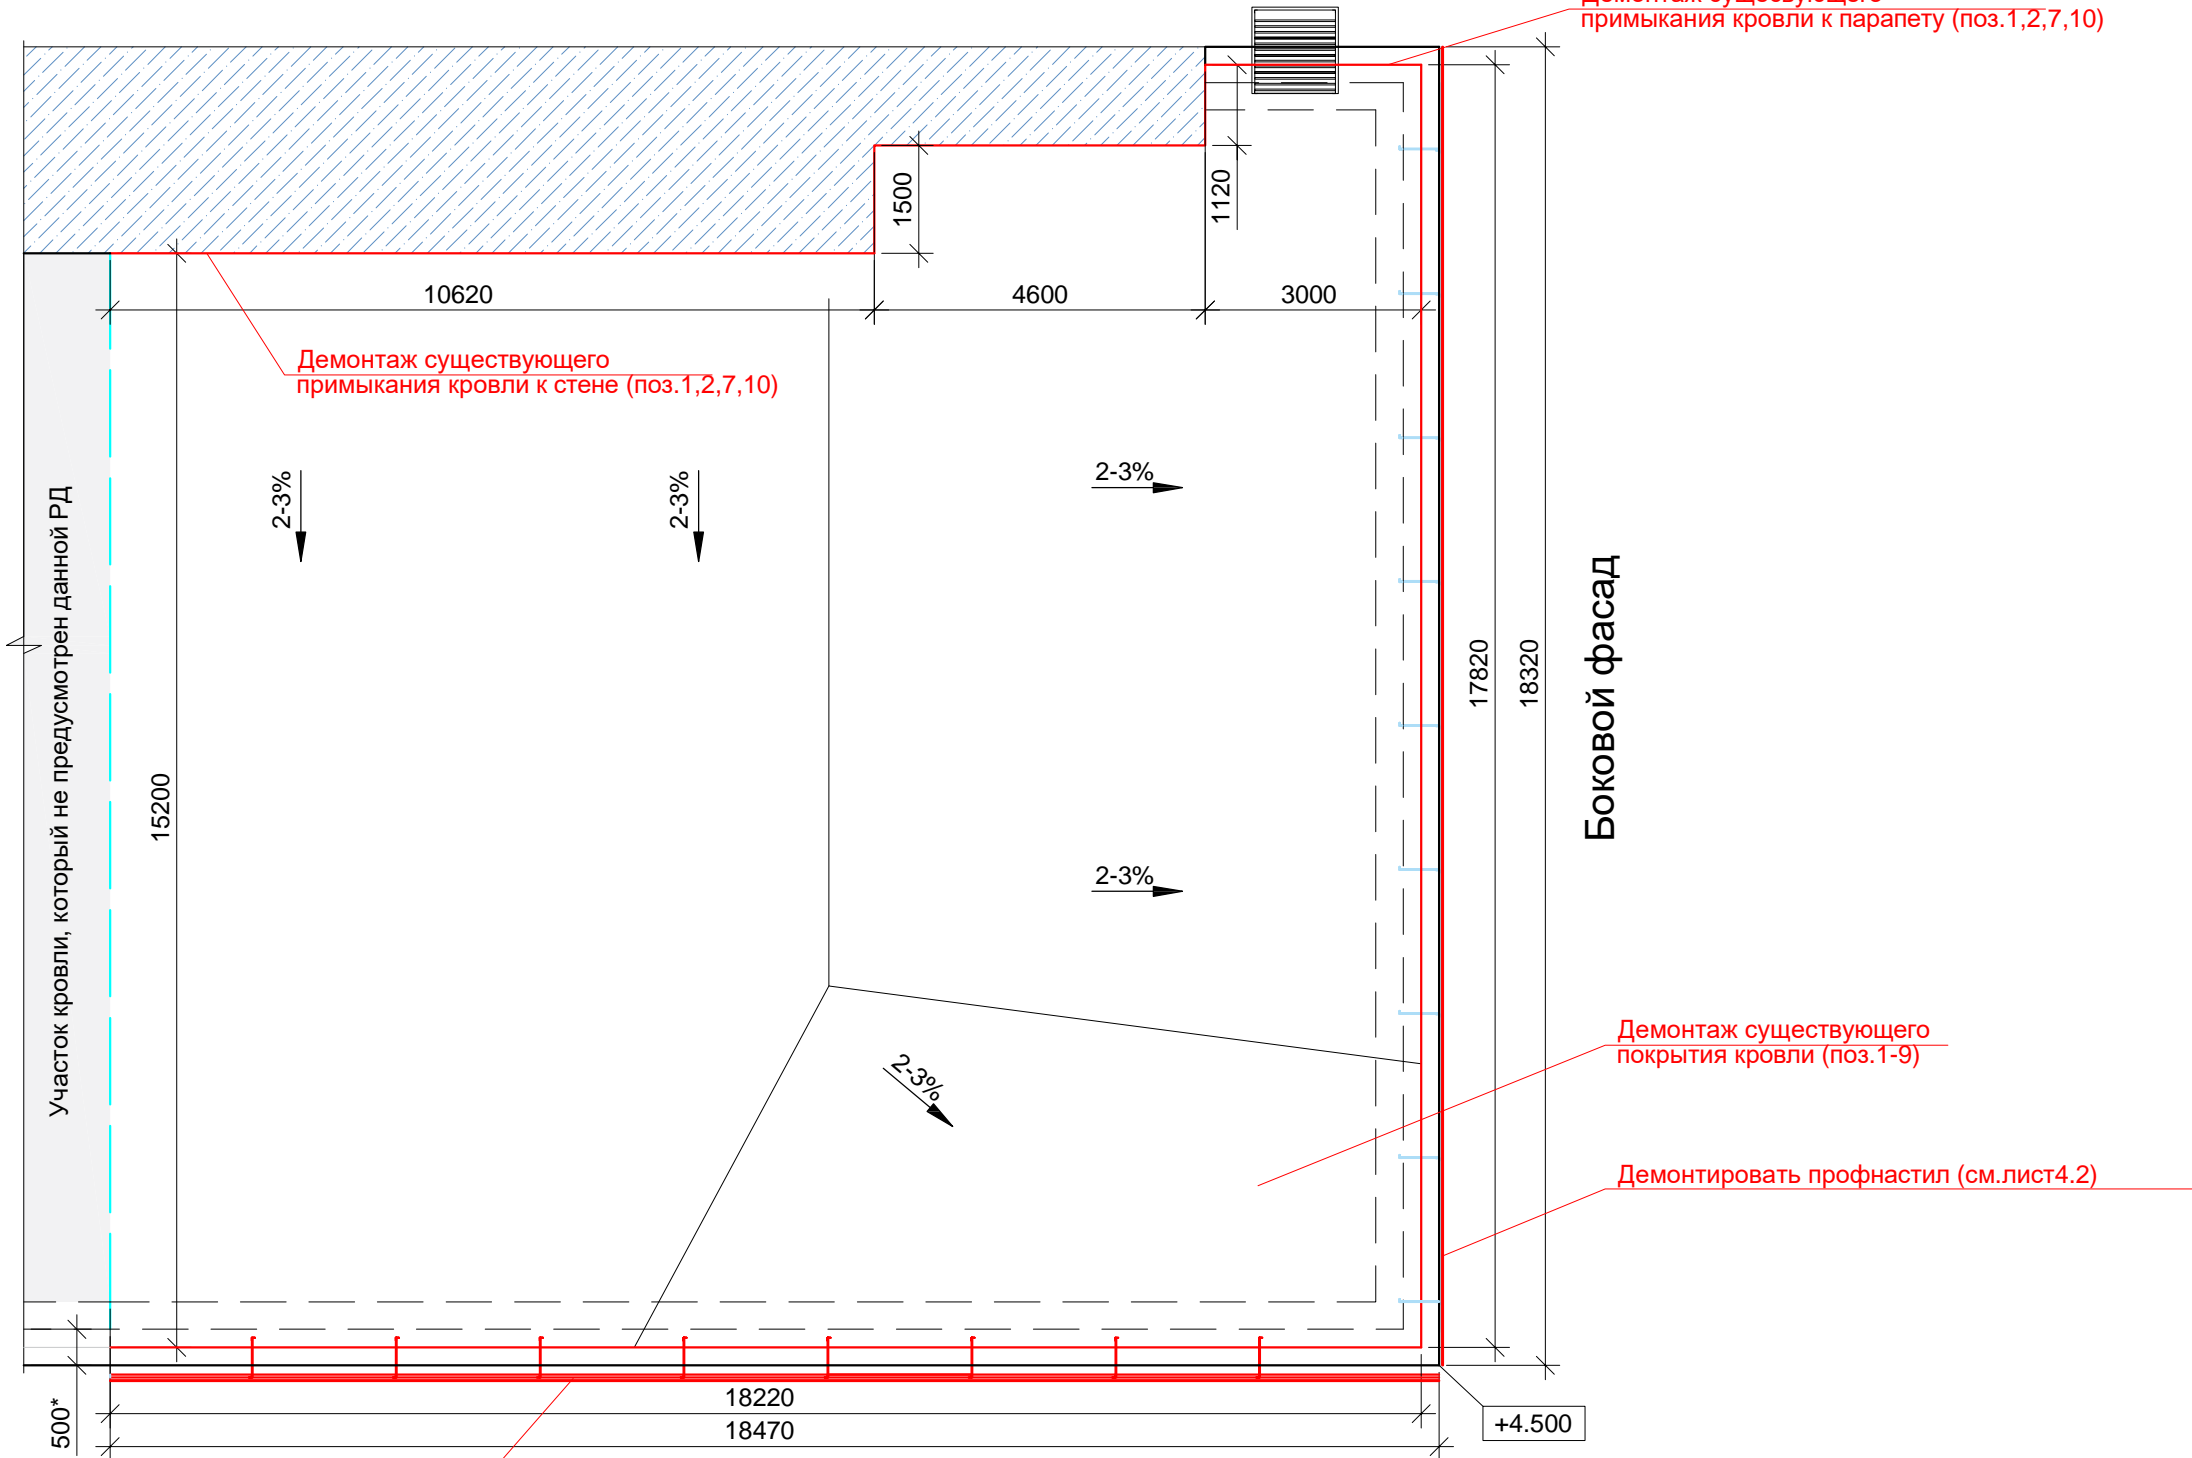 примыкания кровли к парапету (поз.1,2,7,10)
1500
1120
10620
4600
3000
Демонтаж существующего
примыкания кровли к стене (поз.1,2,7,10)
2-3%
2-3%
2-3%
Участок кровли, который не предусмотрен данной РД
15200
17820
18320
Боковой фасад
2-3%
2-3%
Демонтаж существующего
покрытия кровли (поз.1-9)
Демонтировать профнастил (см.лист4.2)
500*
18220
18470
+4.500